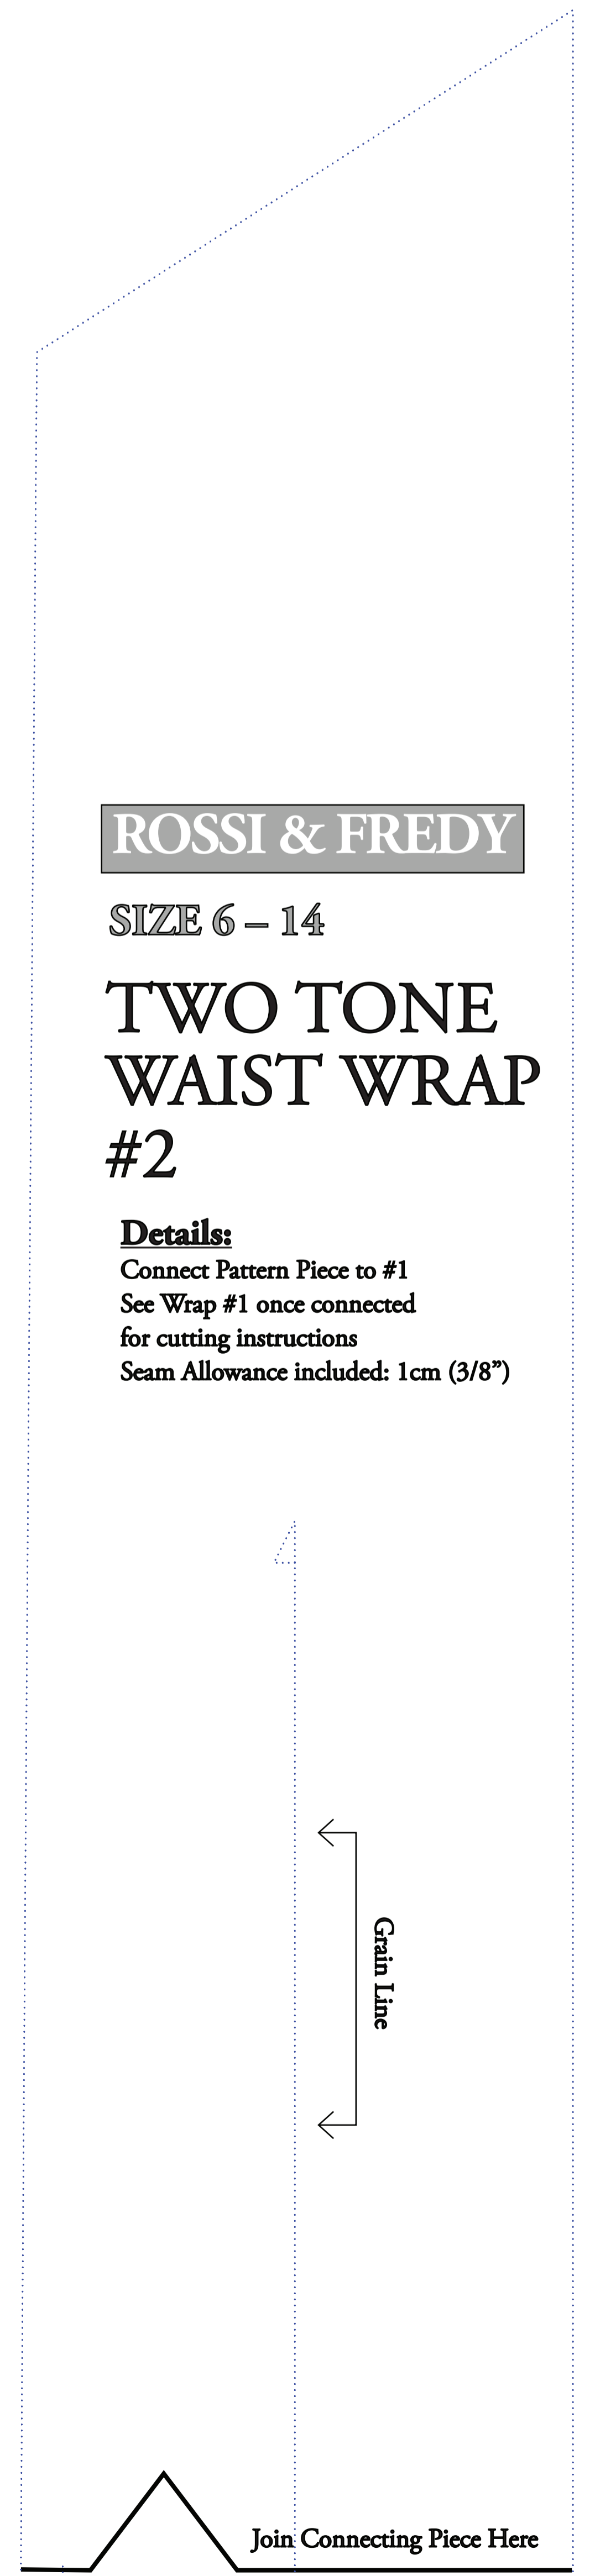 ROSSI & FREDY
SIZE 6 – 14
TWO TONE
WAIST WRAP
#2
Details:
Connect Pattern Piece to #1
See Wrap #1 once connected
for cutting instructions
Seam Allowance included: 1cm (3/8”)
Grain Line
Join Connecting Piece Here